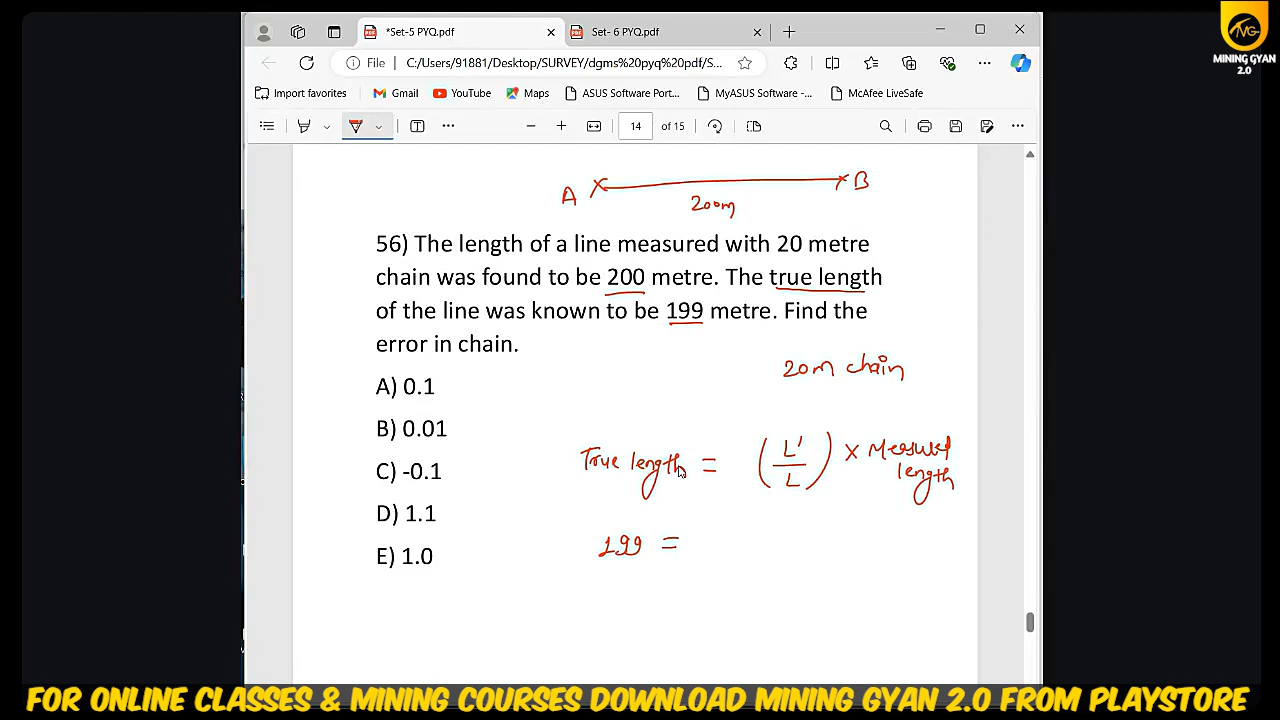 *Set-5 PYQ.pdf
Set- 6 PYQ.pdf
File
C:/Users/91881/Desktop/SURVEY/dgms%20pyq%20pdf/S...
Import favorites
Gmail
YouTube
Maps
ASUS Software Port...
MyASUS Software -...
McAfee LiveSafe
14 of 15
TMG
MINING GYAN
2.0
A B
200m
56) The length of a line measured with 20 metre
chain was found to be 200 metre. The true length
of the line was known to be 199 metre. Find the
error in chain.
20m chain
A) 0.1
B) 0.01
C) -0.1
D) 1.1
E) 1.0
True length = (L'/L) × Measured
length
199 =
FOR ONLINE CLASSES & MINING COURSES DOWNLOAD MINING GYAN 2.0 FROM PLAYSTORE